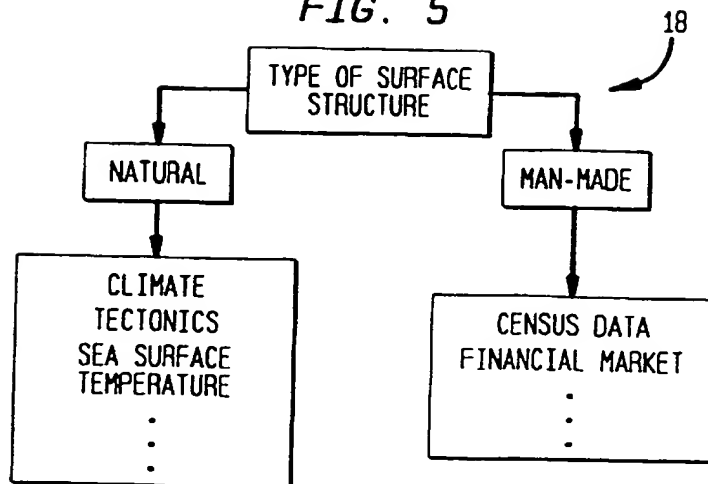 FIG. 5
18
TYPE OF SURFACE
STRUCTURE
NATURAL
MAN-MADE
CLIMATE
TECTONICS
SEA SURFACE
TEMPERATURE
CENSUS DATA
FINANCIAL MARKET